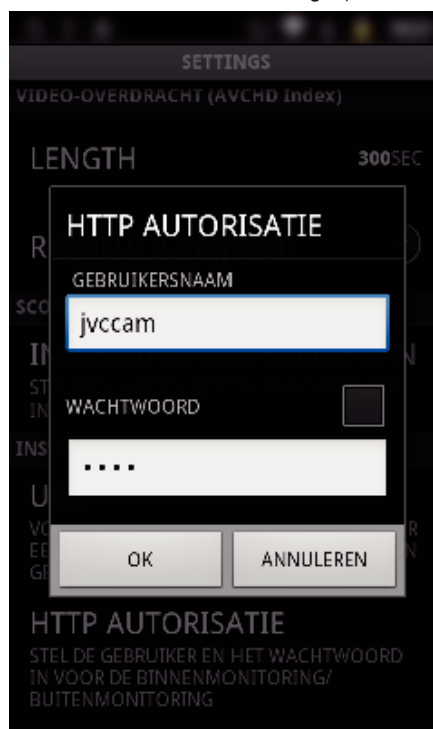 SETTINGS
VIDEO-OVERDRACHT (AVCHD Index)
LENGTH 300SEC
HTTP AUTORISATIE
GEBRUIKERSNAAM
jvccam
WACHTWOORD
••••
OK ANNULEREN
HTTP AUTORISATIE
STEL DE GEBRUIKER EN HET WACHTWOORD
IN VOOR DE BINNENMONITORING/
BUITENMONITORING